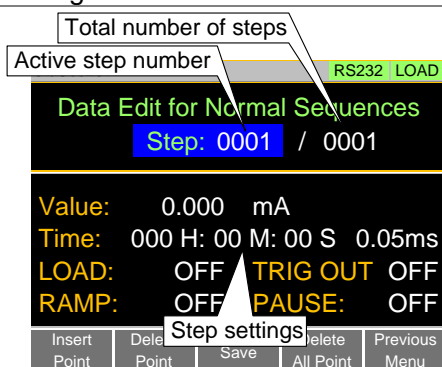 Total number of steps
Active step number
RS232 LOAD
Data Edit for Normal Sequences
Step: 0001 / 0001
Value: 0.000 mA
Time: 000 H: 00 M: 00 S 0.05ms
LOAD: OFF TRIG OUT OFF
RAMP: OFF PAUSE: OFF
Step settings
Insert Point
Point
Save
Delete All Point
Previous Menu